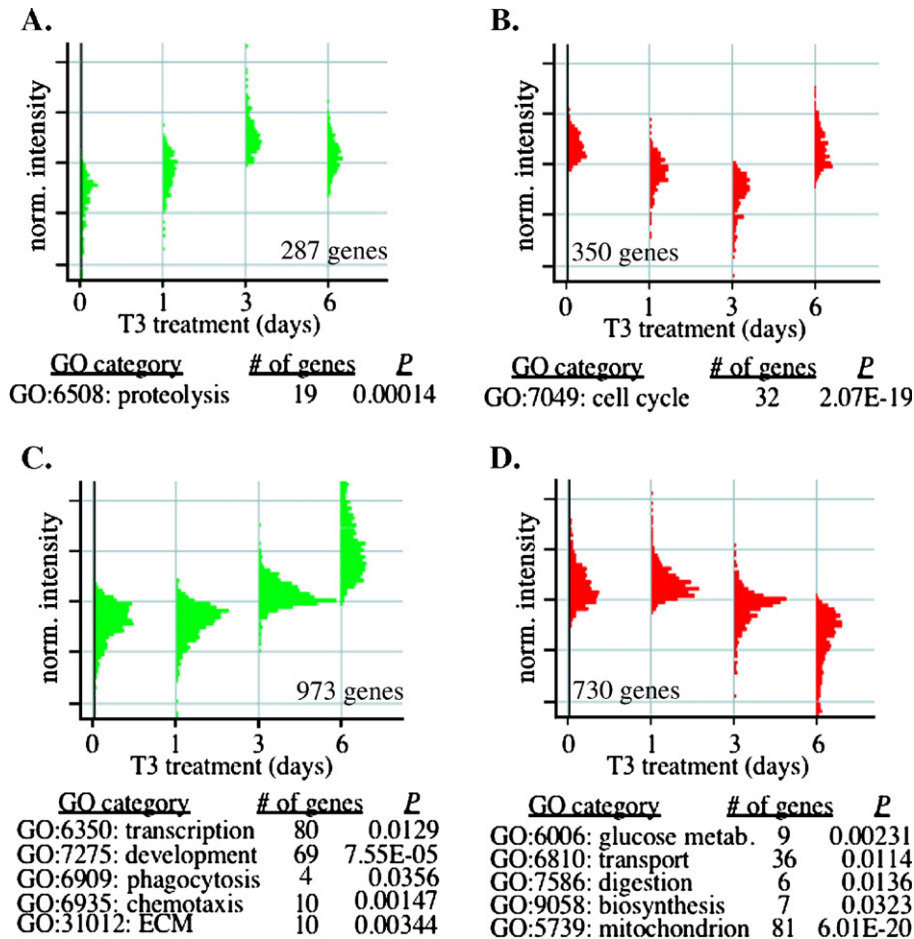 A.
norm. intensity
287 genes
0 1 3 6
T3 treatment (days)
GO category # of genes P
GO:6508: proteolysis 19 0.00014
B.
norm. intensity
350 genes
0 1 3 6
T3 treatment (days)
GO category # of genes P
GO:7049: cell cycle 32 2.07E-19
C.
norm. intensity
973 genes
0 1 3 6
T3 treatment (days)
GO category # of genes P
GO:6350: transcription 80 0.0129
GO:7275: development 69 7.55E-05
GO:6909: phagocytosis 4 0.0356
GO:6935: chemotaxis 10 0.00147
GO:31012: ECM 10 0.00344
D.
norm. intensity
730 genes
0 1 3 6
T3 treatment (days)
GO category # of genes P
GO:6006: glucose metab. 9 0.00231
GO:6810: transport 36 0.0114
GO:7586: digestion 6 0.0136
GO:9058: biosynthesis 7 0.0323
GO:5739: mitochondrion 81 6.01E-20